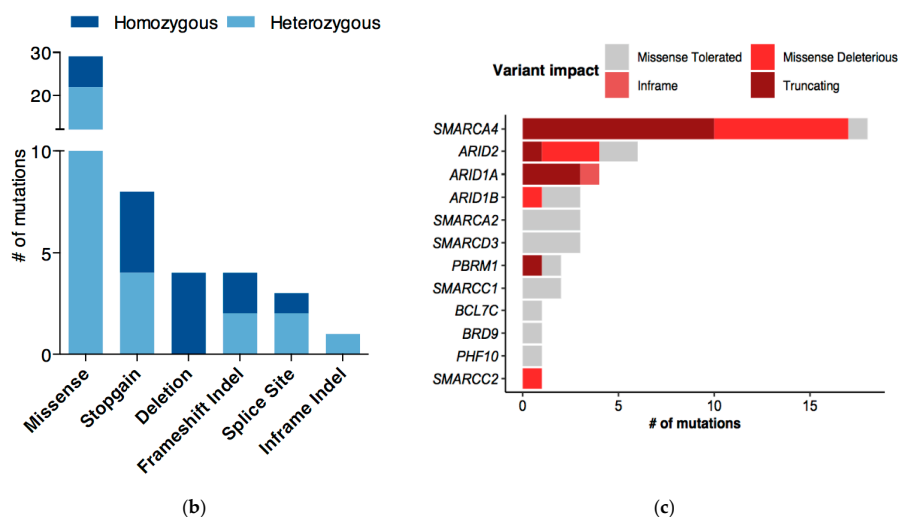 Homozygous
Heterozygous
30
20
10
5
0
# of mutations
Missense
Stopgain
Deletion
Frameshift Indel
Splice Site
Inframe Indel
(b)
Variant impact
Missense Tolerated
Missense Deleterious
Inframe
Truncating
SMARCA4
ARID2
ARID1A
ARID1B
SMARCA2
SMARCD3
PBRM1
SMARCC1
BCL7C
BRD9
PHF10
SMARCC2
0
5
10
15
# of mutations
(c)